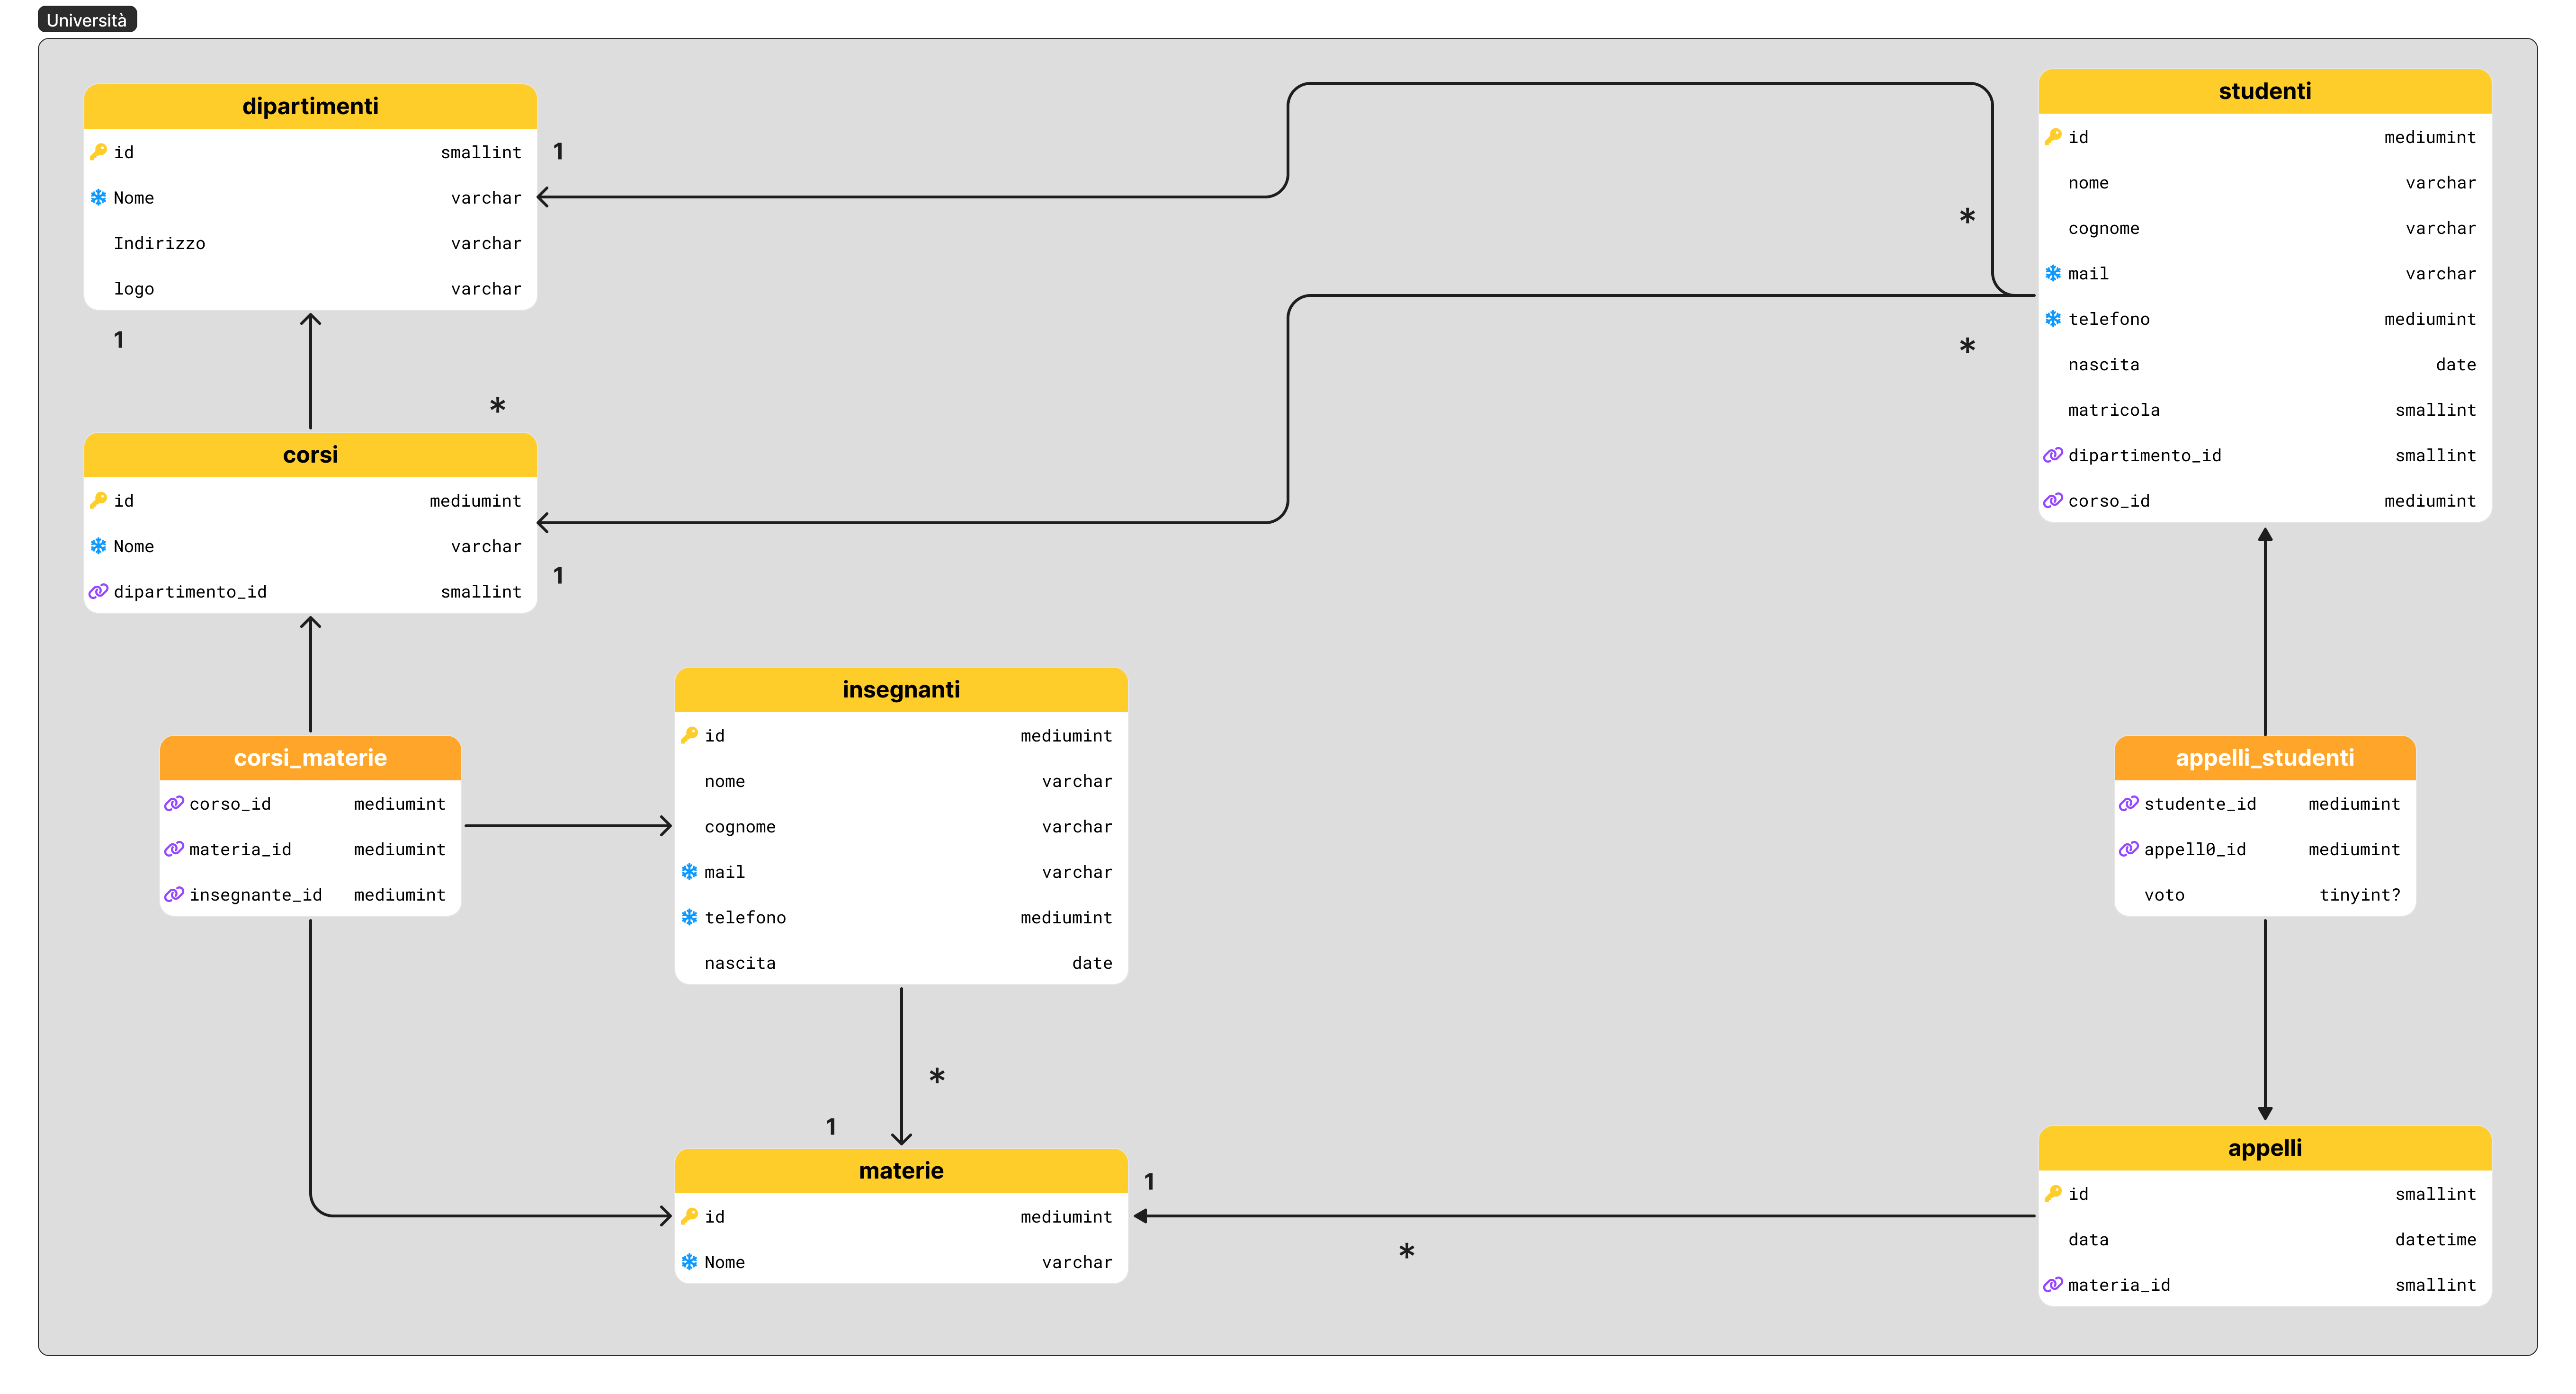 Università
dipartimenti
id smallint
Nome varchar
Indirizzo varchar
logo varchar
1
1
*
corsi
id mediumint
Nome varchar
dipartimento_id smallint
1
studenti
id mediumint
nome varchar
cognome varchar
mail varchar
telefono mediumint
nascita date
matricola smallint
dipartimento_id smallint
corso_id mediumint
*
*
corsi_materie
corso_id mediumint
materia_id mediumint
insegnante_id mediumint
insegnanti
id mediumint
nome varchar
cognome varchar
mail varchar
telefono mediumint
nascita date
*
1
materie
id mediumint
Nome varchar
1
*
appelli_studenti
studente_id mediumint
appell0_id mediumint
voto tinyint?
appelli
id smallint
data datetime
materia_id smallint